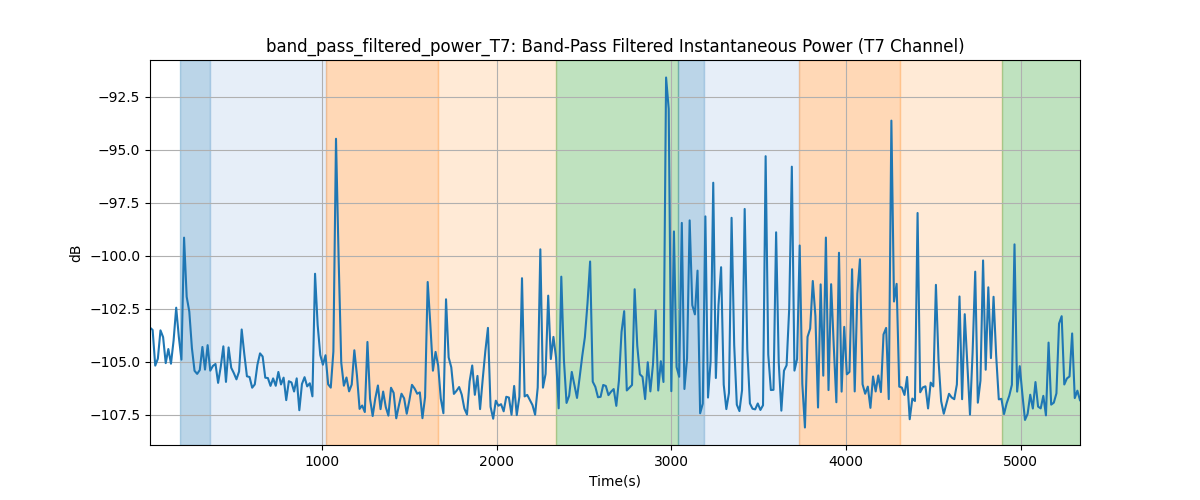 band_pass_filtered_power_T7: Band-Pass Filtered Instantaneous Power (T7 Channel)
dB
−92.5
−95.0
−97.5
−100.0
−102.5
−105.0
−107.5
1000 2000 3000 4000 5000
Time(s)